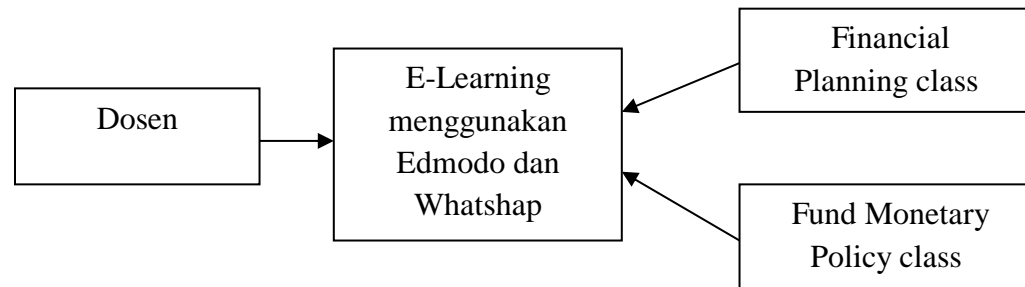 Dosen
E-Learning
menggunakan
Edmodo dan
Whatshap
Financial
Planning class
Fund Monetary
Policy class